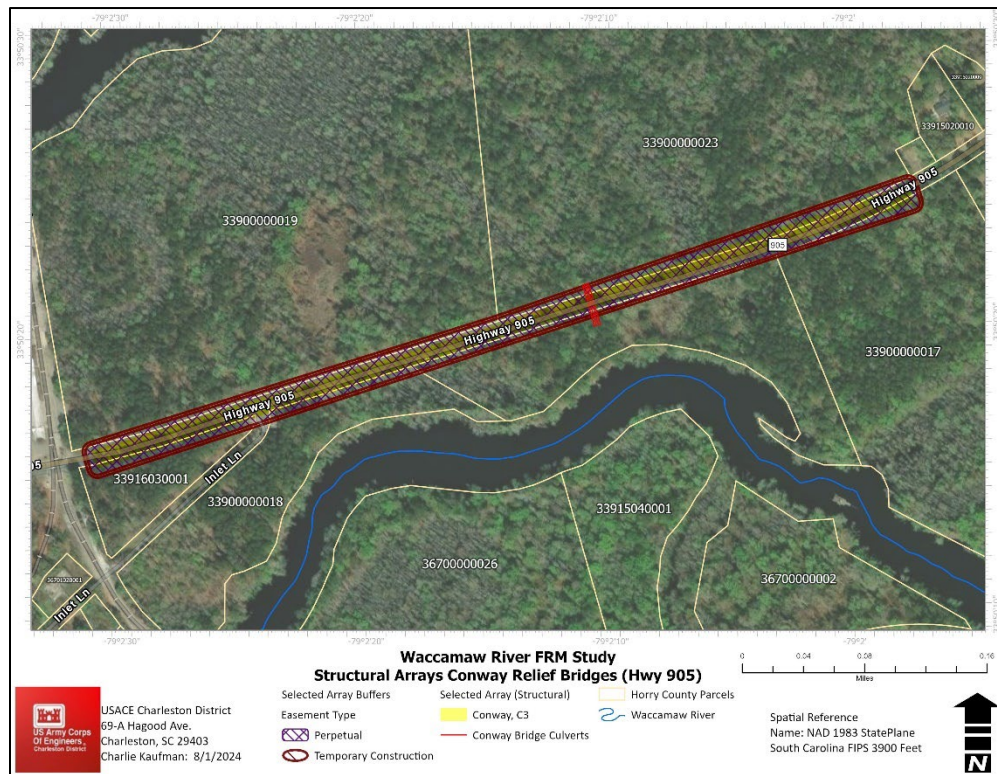 -79°2'30"
-79°2'20"
-79°2'10"
-79°2'
33°50'30"
33°50'20"
33900000023
33915020010
33900000019
Highway 905
905
Highway 905
33900000017
Highway 905
33916030001
Inlet Ln
33900000018
33915040001
36700000026
36700000002
Inlet Ln
-79°2'30"
-79°2'20"
-79°2'10"
-79°2'
Waccamaw River FRM Study
Structural Arrays Conway Relief Bridges (Hwy 905)
0 0.04 0.08 0.16
Miles
Selected Array Buffers
Easement Type
Perpetual
Temporary Construction
Selected Array (Structural)
Conway, C3
Conway Bridge Culverts
Horry County Parcels
Waccamaw River
US Army Corps
Of Engineers®
Charleston District
USACE Charleston District
69-A Hagood Ave.
Charleston, SC 29403
Charlie Kaufman: 8/1/2024
Spatial Reference
Name: NAD 1983 StatePlane
South Carolina FIPS 3900 Feet
N